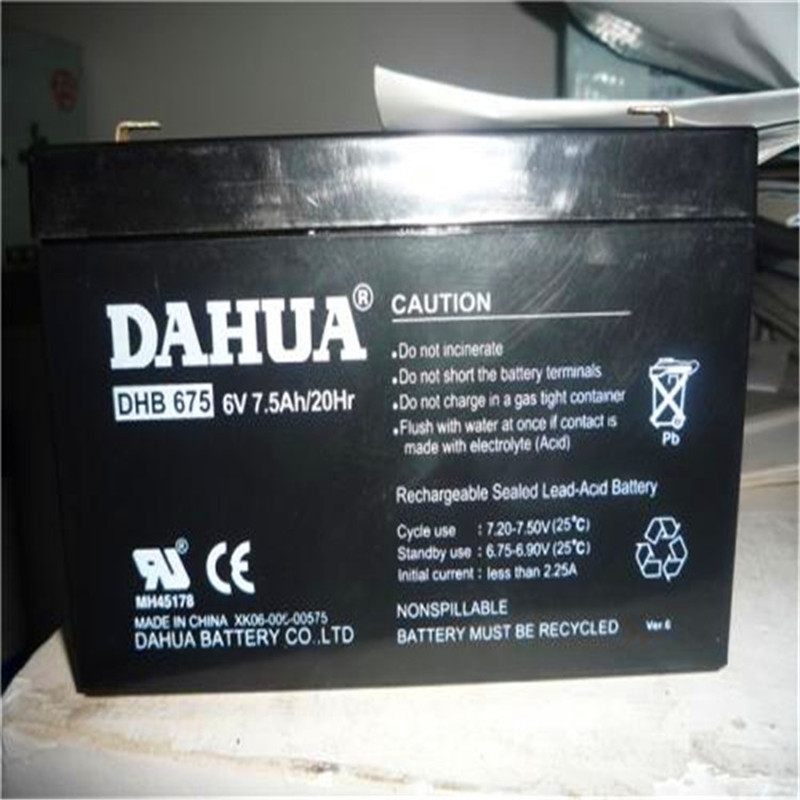 DAHUA®
DHB 675 6V 7.5Ah/20Hr
CAUTION
.Do not incinerate
.Do not short the battery terminals
.Do not charge in a gas tight container
.Flush with water at once if contact is
made with electrolyte (Acid)
Pb
Rechargeable Sealed Lead-Acid Battery
Cycle use : 7.20-7.50V(25℃)
Standby use : 6.75-6.90V(25℃)
Initial current : less than 2.25A
NONSPILLABLE
BATTERY MUST BE RECYCLED
Ver 6
RU® CE
MH45178
MADE IN CHINA
DAHUA BATTERY CO.,LTD